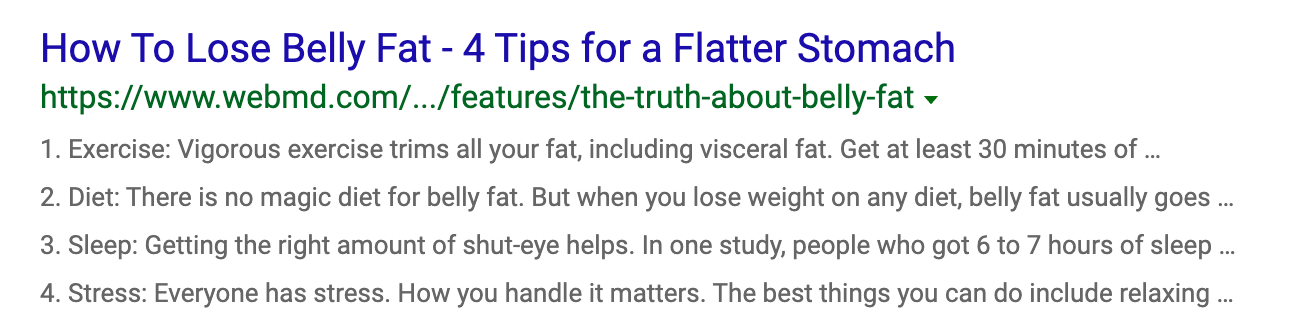 How To Lose Belly Fat - 4 Tips for a Flatter Stomach
https://www.webmd.com/.../features/the-truth-about-belly-fat
1. Exercise: Vigorous exercise trims all your fat, including visceral fat. Get at least 30 minutes of ...
2. Diet: There is no magic diet for belly fat. But when you lose weight on any diet, belly fat usually goes ...
3. Sleep: Getting the right amount of shut-eye helps. In one study, people who got 6 to 7 hours of sleep ...
4. Stress: Everyone has stress. How you handle it matters. The best things you can do include relaxing ...